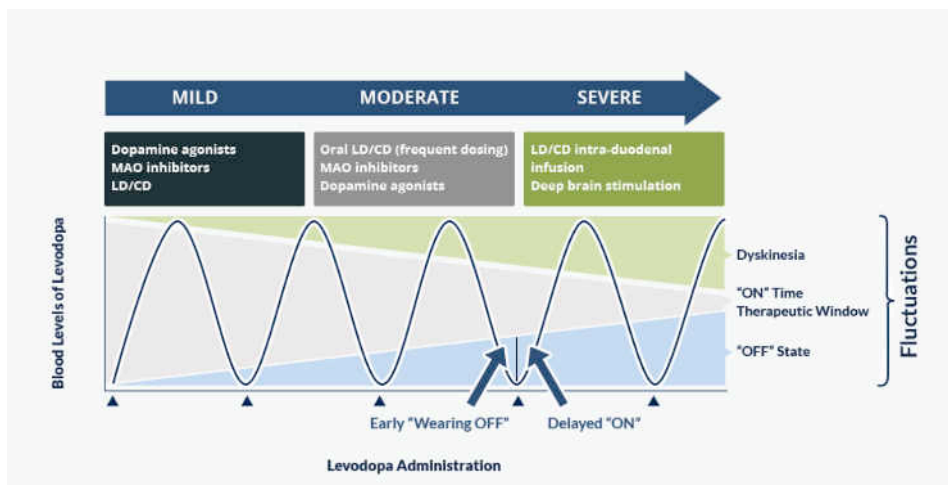 MILD MODERATE SEVERE
Dopamine agonists
MAO inhibitors
LD/CD
Oral LD/CD (frequent dosing)
MAO inhibitors
Dopamine agonists
LD/CD intra-duodenal
infusion
Deep brain stimulation
Blood Levels of Levodopa
Dyskinesia
"ON" Time
Therapeutic Window
"OFF" State
Fluctuations
Early "Wearing OFF"
Delayed "ON"
Levodopa Administration